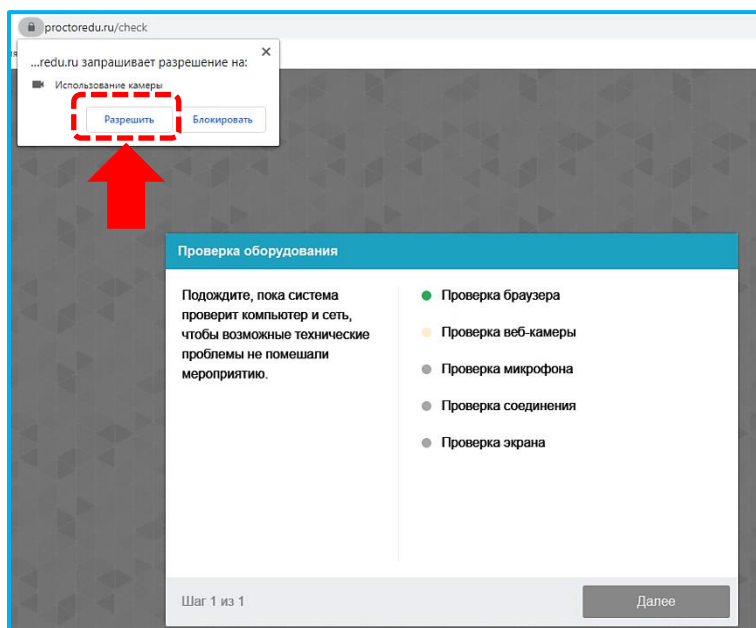 proctoredu.ru/check
...redu.ru запрашивает разрешение на:
Использование камеры
Разрешить
Блокировать
Проверка оборудования
Подождите, пока система
проверит компьютер и сеть,
чтобы возможные технические
проблемы не помешали
мероприятию.
Проверка браузера
Проверка веб-камеры
Проверка микрофона
Проверка соединения
Проверка экрана
Шаг 1 из 1
Далее